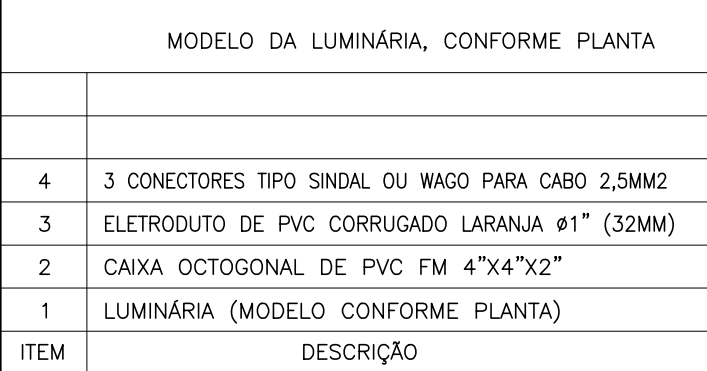 MODELO DA LUMINÁRIA, CONFORME PLANTA
4 3 CONECTORES TIPO SINDAL OU WAGO PARA CABO 2,5MM2
3 ELETRODUTO DE PVC CORRUGADO LARANJA ø1" (32MM)
2 CAIXA OCTOGONAL DE PVC FM 4"X4"X2"
1 LUMINÁRIA (MODELO CONFORME PLANTA)
ITEM DESCRIÇÃO